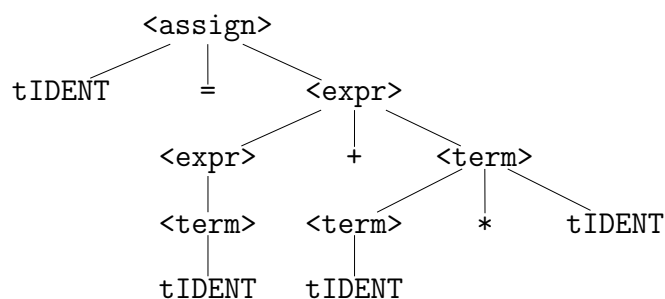 <assign>
tIDENT = <expr>
<expr> + <term>
<term> <term> * tIDENT
tIDENT tIDENT